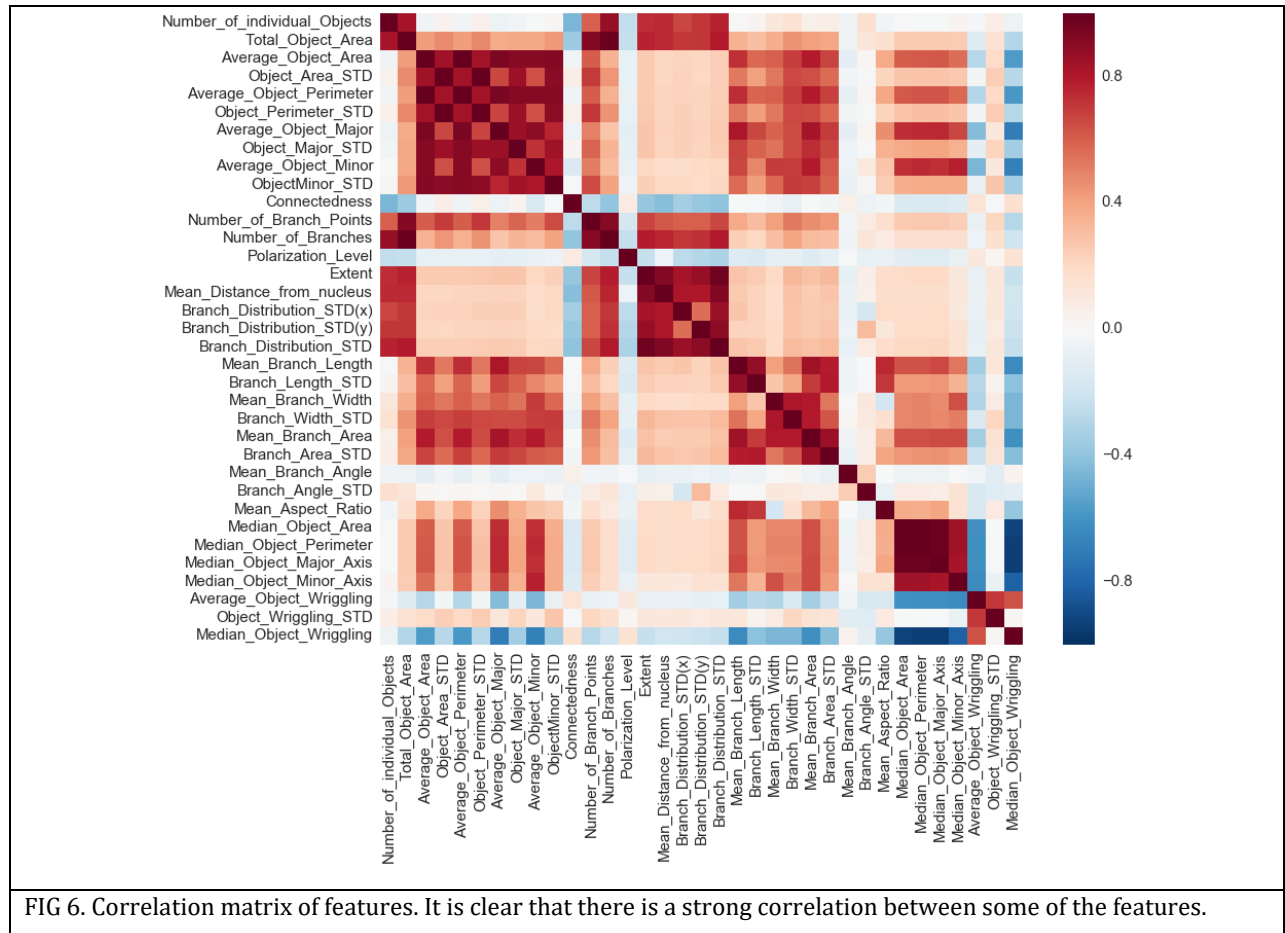 Number_of_individual_Objects
Total_Object_Area
Average_Object_Area
Object_Area_STD
Average_Object_Perimeter
Object_Perimeter_STD
Average_Object_Major
Object_Major_STD
Average_Object_Minor
ObjectMinor_STD
Connectedness
Number_of_Branch_Points
Number_of_Branches
Polarization_Level
Extent
Mean_Distance_from_nucleus
Branch_Distribution_STD(x)
Branch_Distribution_STD(y)
Branch_Distribution_STD
Mean_Branch_Length
Branch_Length_STD
Mean_Branch_Width
Branch_Width_STD
Mean_Branch_Area
Branch_Area_STD
Mean_Branch_Angle
Branch_Angle_STD
Mean_Aspect_Ratio
Median_Object_Area
Median_Object_Perimeter
Median_Object_Major_Axis
Median_Object_Minor_Axis
Average_Object_Wriggling
Object_Wriggling_STD
Median_Object_Wriggling
Number_of_individual_Objects
Total_Object_Area
Average_Object_Area
Object_Area_STD
Average_Object_Perimeter
Object_Perimeter_STD
Average_Object_Major
Object_Major_STD
Average_Object_Minor
ObjectMinor_STD
Connectedness
Number_of_Branch_Points
Number_of_Branches
Polarization_Level
Extent
Mean_Distance_from_nucleus
Branch_Distribution_STD(x)
Branch_Distribution_STD(y)
Branch_Distribution_STD
Mean_Branch_Length
Branch_Length_STD
Mean_Branch_Width
Branch_Width_STD
Mean_Branch_Area
Branch_Area_STD
Mean_Branch_Angle
Branch_Angle_STD
Mean_Aspect_Ratio
Median_Object_Area
Median_Object_Perimeter
Median_Object_Major_Axis
Median_Object_Minor_Axis
Average_Object_Wriggling
Object_Wriggling_STD
Median_Object_Wriggling
0.8
0.4
0.0
−0.4
−0.8
FIG 6. Correlation matrix of features. It is clear that there is a strong correlation between some of the features.